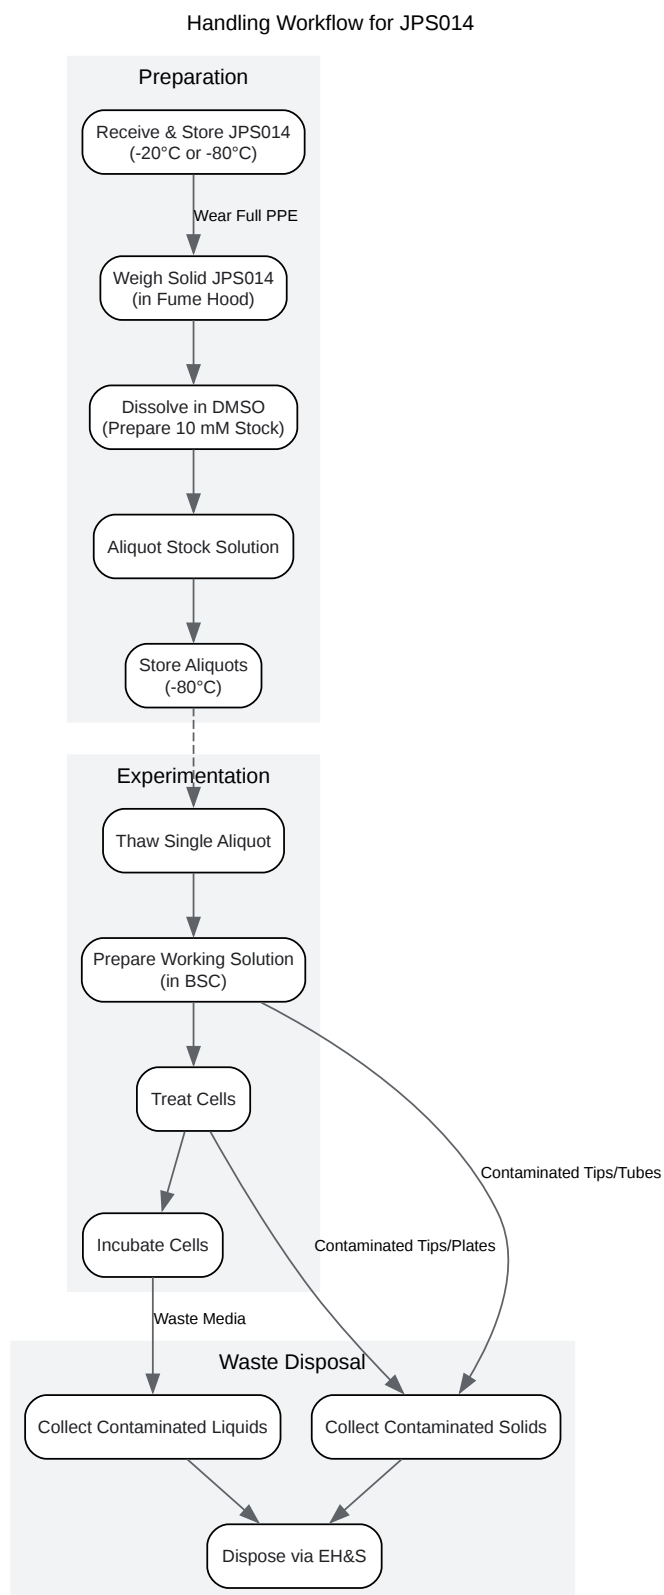 Handling Workflow for JPS014
Preparation
Receive & Store JPS014
(-20°C or -80°C)
Wear Full PPE
Weigh Solid JPS014
(in Fume Hood)
Dissolve in DMSO
(Prepare 10 mM Stock)
Aliquot Stock Solution
Store Aliquots
(-80°C)
Experimentation
Thaw Single Aliquot
Prepare Working Solution
(in BSC)
Treat Cells
Contaminated Tips/Tubes
Incubate Cells
Contaminated Tips/Plates
Waste Media
Waste Disposal
Collect Contaminated Liquids
Collect Contaminated Solids
Dispose via EH&S